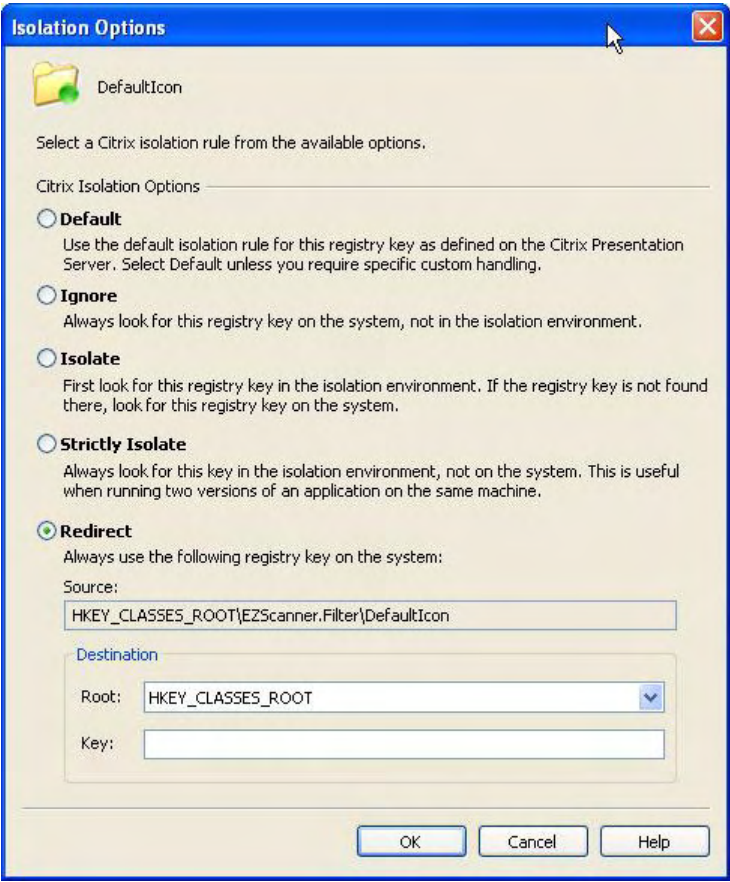 Isolation Options
DefaultIcon
Select a Citrix isolation rule from the available options.
Citrix Isolation Options
Default
Use the default isolation rule for this registry key as defined on the Citrix Presentation
Server. Select Default unless you require specific custom handling.
Ignore
Always look for this registry key on the system, not in the isolation environment.
Isolate
First look for this registry key in the isolation environment. If the registry key is not found
there, look for this registry key on the system.
Strictly Isolate
Always look for this key in the isolation environment, not on the system. This is useful
when running two versions of an application on the same machine.
Redirect
Always use the following registry key on the system:
Source:
HKEY_CLASSES_ROOT\EZScanner.Filter\DefaultIcon
Destination
Root: HKEY_CLASSES_ROOT
Key:
OK Cancel Help